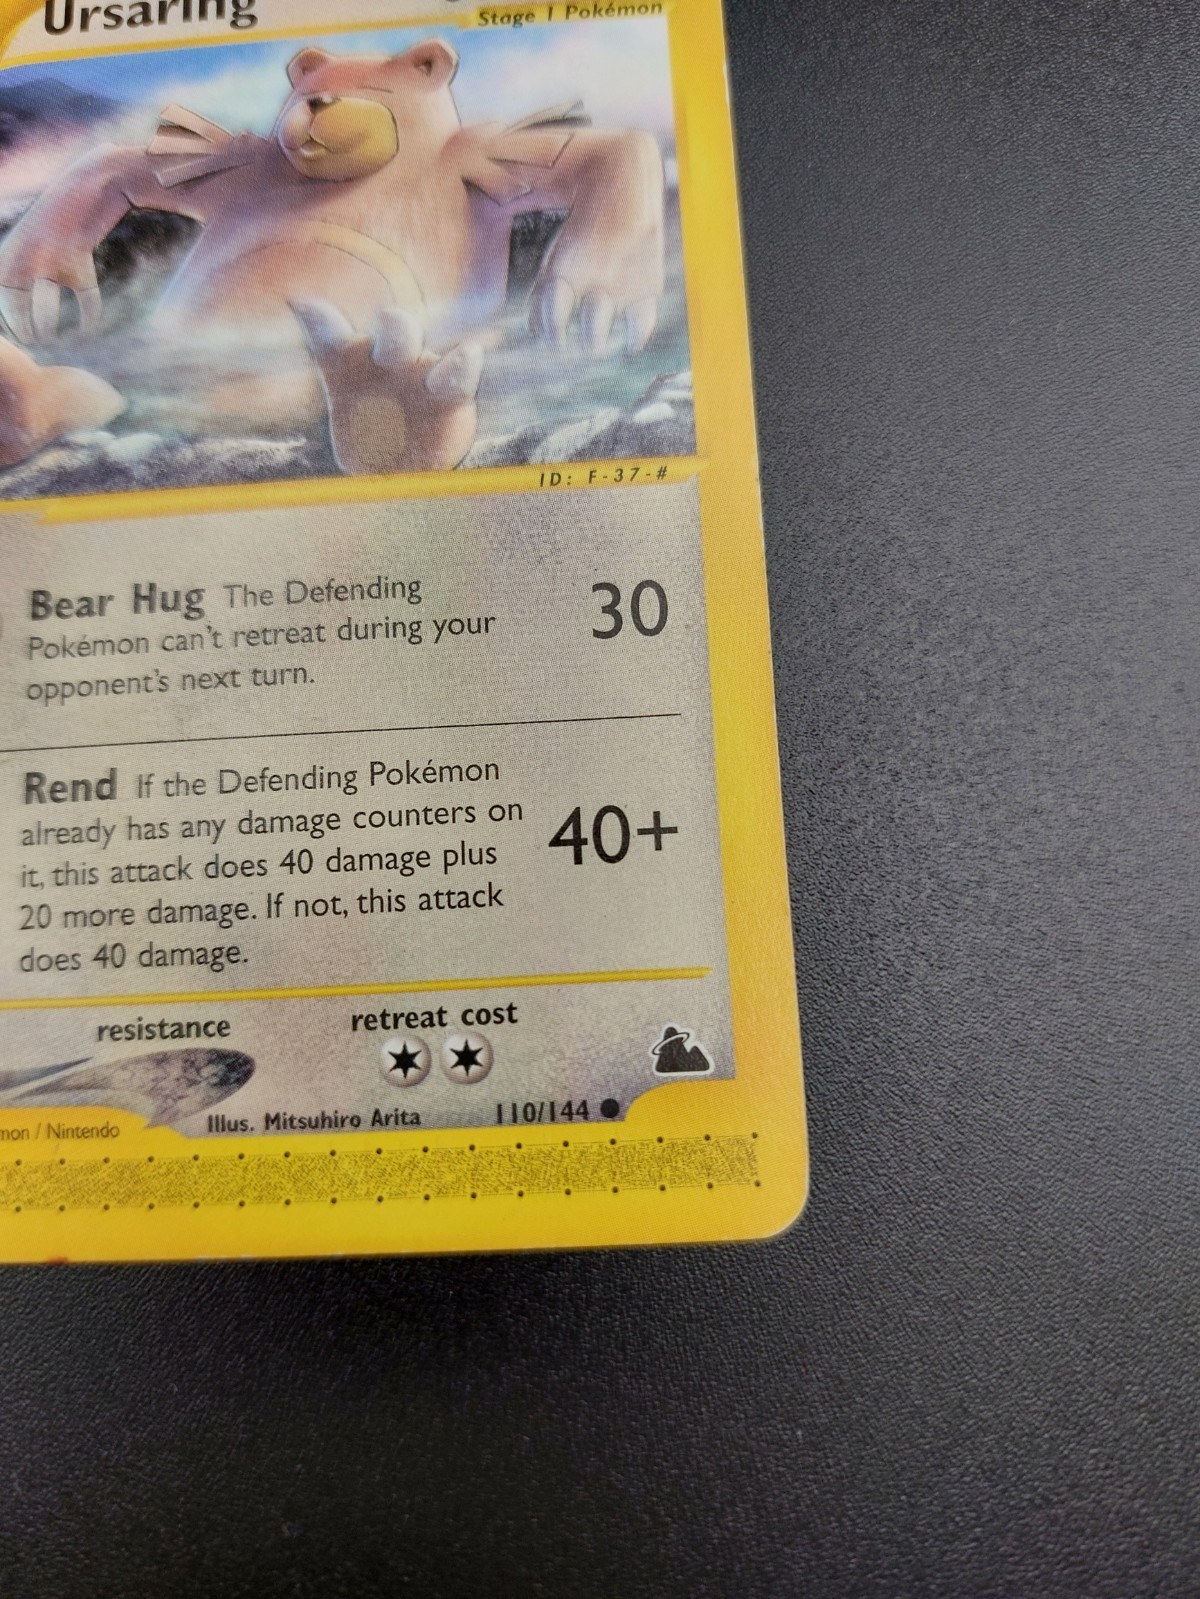 Ursaring
Stage 1 Pokémon
ID: F-37-#
Bear Hug The Defending
Pokémon can't retreat during your
opponent's next turn.
30
Rend If the Defending Pokémon
already has any damage counters on
it, this attack does 40 damage plus
20 more damage. If not, this attack
does 40 damage.
40+
resistance
retreat cost
Illus. Mitsuhiro Arita
110/144
mon / Nintendo